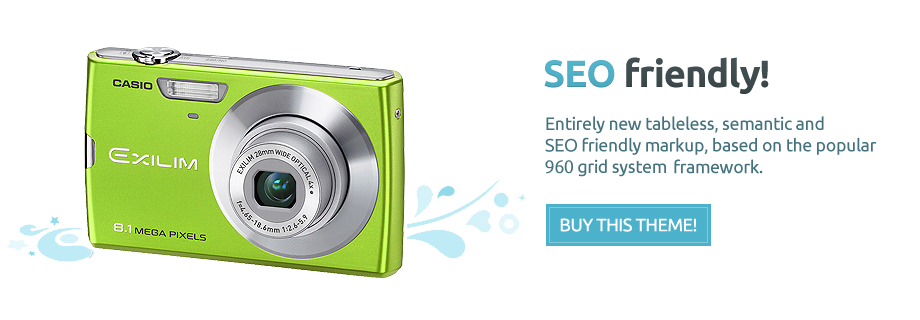 CASIO
EXILIM
8.1 MEGA PIXELS
EXILIM 28mm WIDE OPTICAL 4x
f=4.65-18.6mm 1:2.6-5.9
SEO friendly!
Entirely new tableless, semantic and
SEO friendly markup, based on the popular
960 grid system framework.
BUY THIS THEME!